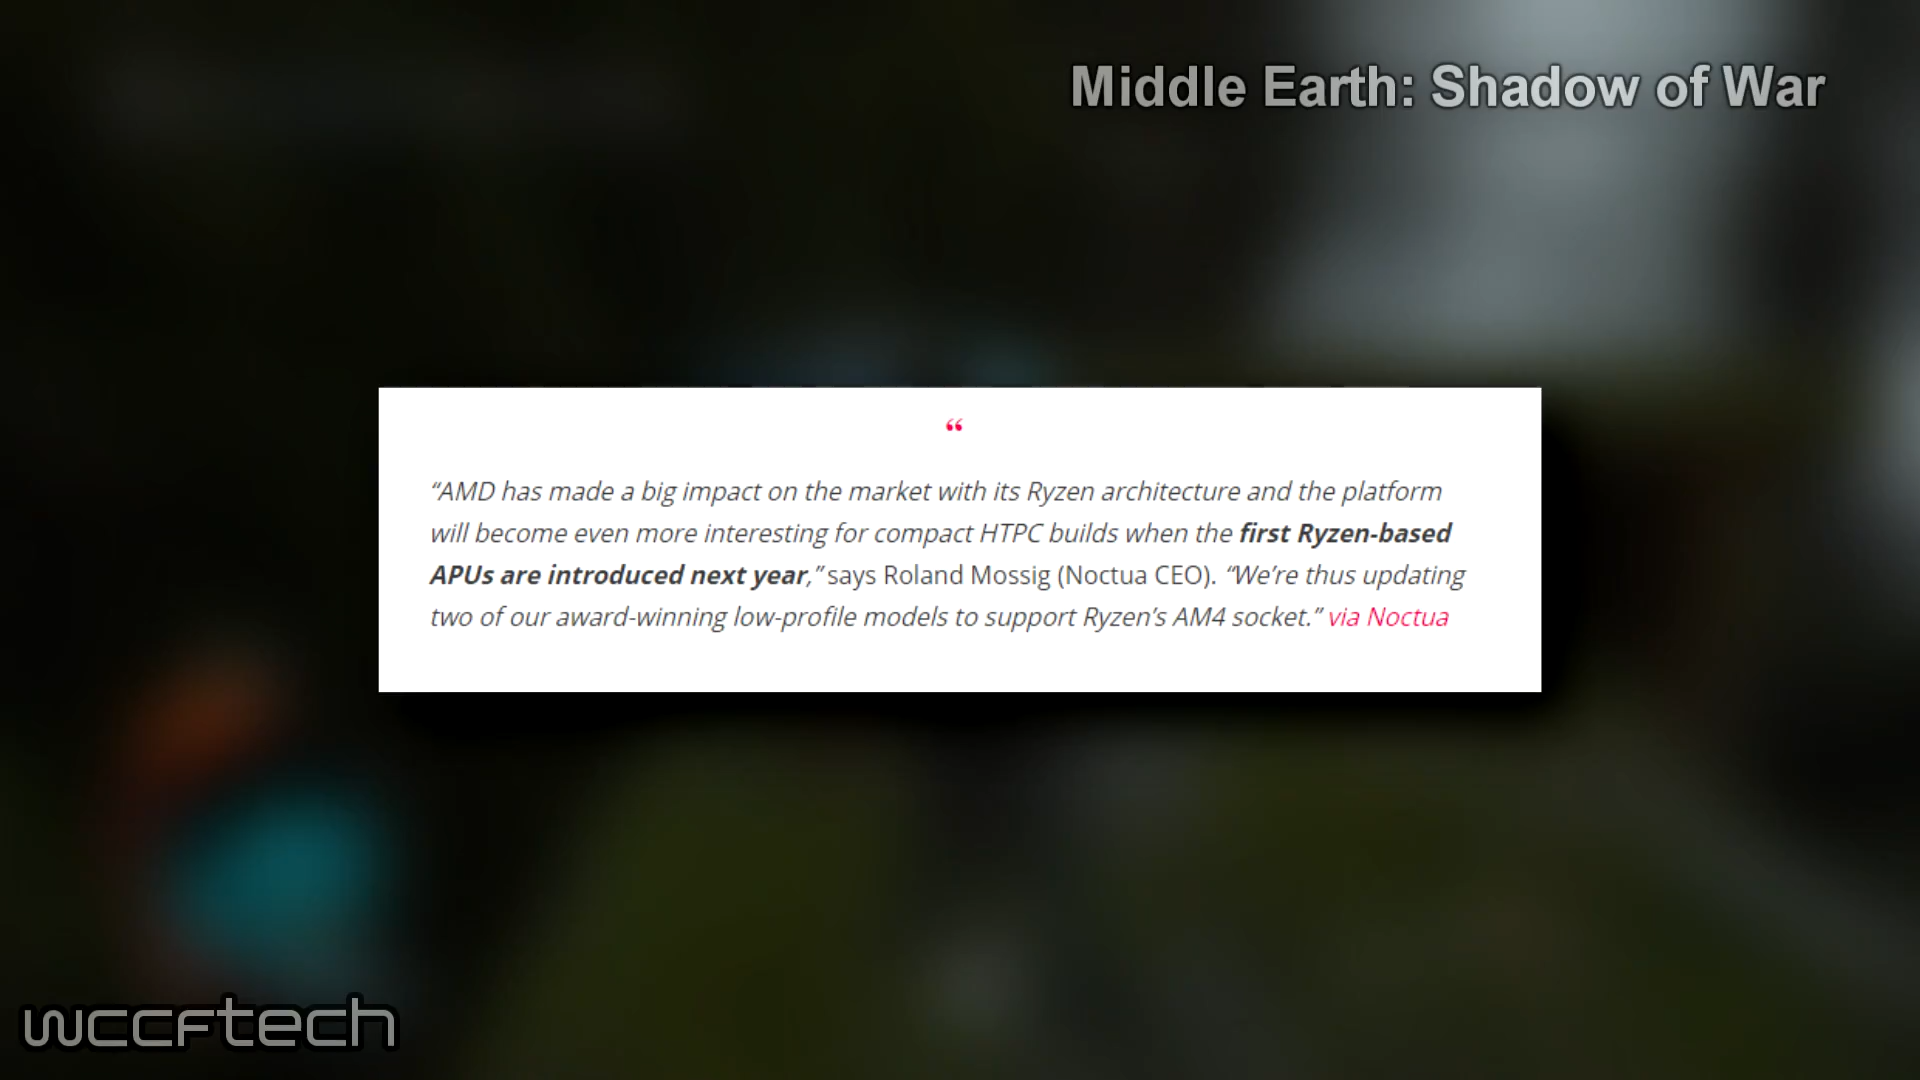 Middle Earth: Shadow of War
“
“AMD has made a big impact on the market with its Ryzen architecture and the platform
will become even more interesting for compact HTPC builds when the first Ryzen-based
APUs are introduced next year,” says Roland Mossig (Noctua CEO). “We’re thus updating
two of our award-winning low-profile models to support Ryzen’s AM4 socket.” via Noctua
wccftech